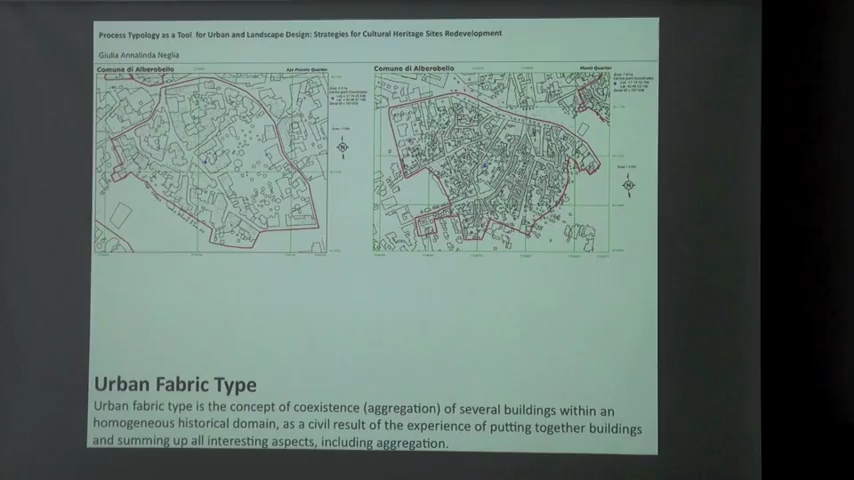 Process Typology as a Tool for Urban and Landscape Design: Strategies for Cultural Heritage Sites Redevelopment
Giulia Annalinda Neglia
Comune di Alberobello
Aja Piccola Quarter
Comune di Alberobello
Monti Quarter
Urban Fabric Type
Urban fabric type is the concept of coexistence (aggregation) of several buildings within an
homogeneous historical domain, as a civil result of the experience of putting together buildings
and summing up all interesting aspects, including aggregation.